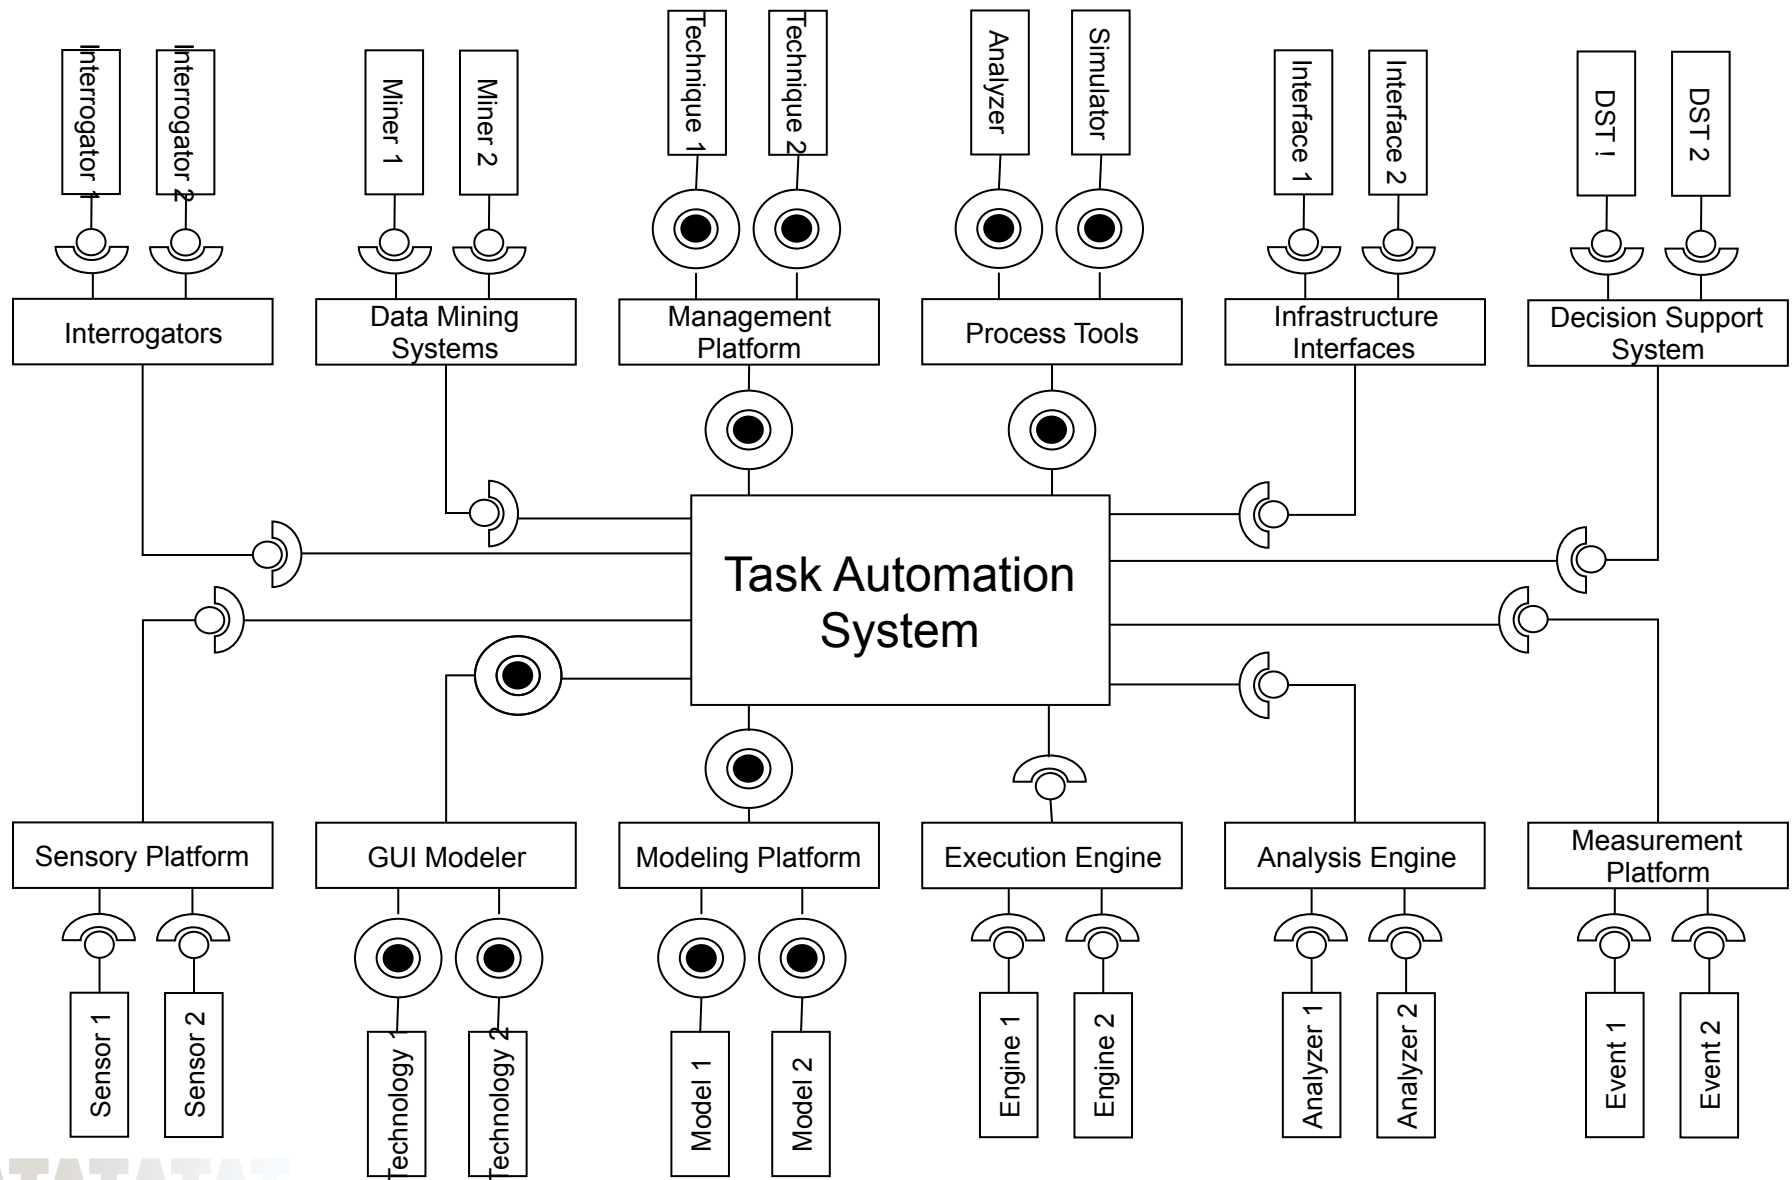 Interrogator 1
Interrogator 2
Miner 1
Miner 2
Technique 1
Technique 2
Analyzer
Simulator
Interface 1
Interface 2
DST !
DST 2
Interrogators
Data Mining
Systems
Management
Platform
Process Tools
Infrastructure
Interfaces
Decision Support
System
Task Automation
System
Sensory Platform
GUI Modeler
Modeling Platform
Execution Engine
Analysis Engine
Measurement
Platform
Sensor 1
Sensor 2
Technology 1
Technology 2
Model 1
Model 2
Engine 1
Engine 2
Analyzer 1
Analyzer 2
Event 1
Event 2